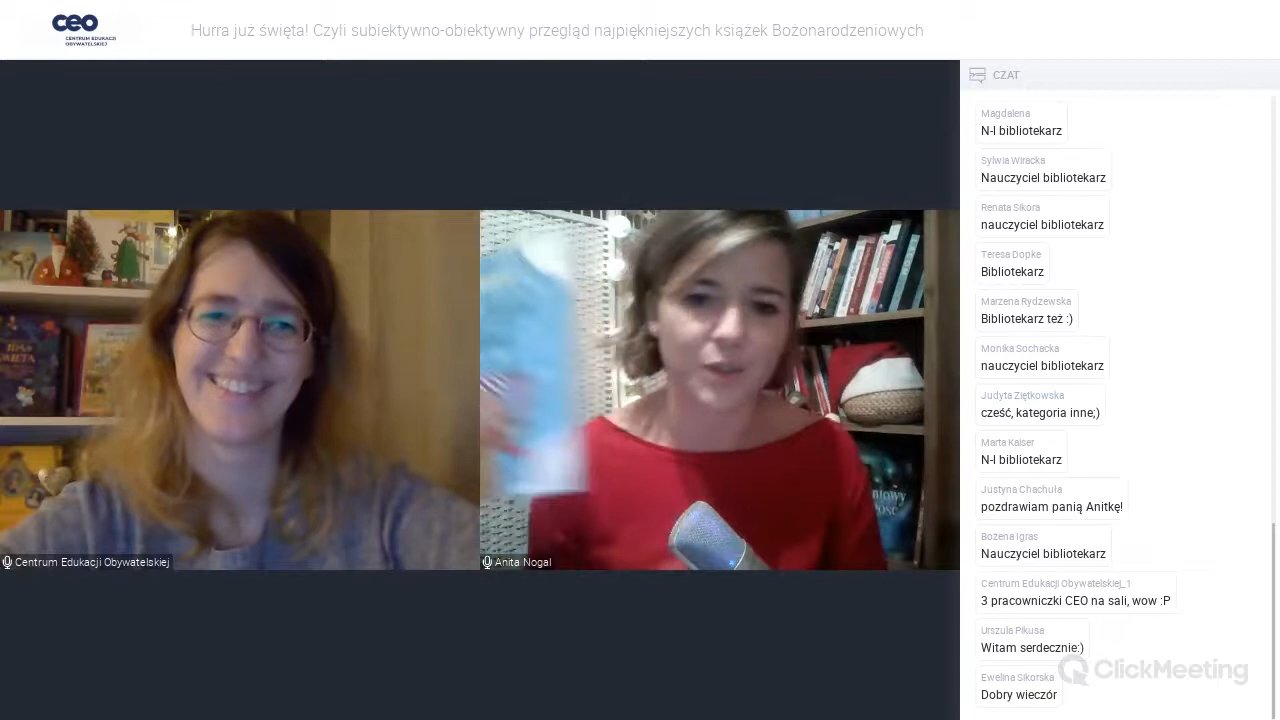 ceo
CENTRUM EDUKACJI
OBYWATELSKIEJ
Hurra już święta! Czyli subiektywno-obiektywny przegląd najpiękniejszych książek Bożonarodzeniowych
CZAT
Magdalena
N-l bibliotekarz
Sylwia Wiracka
Nauczyciel bibliotekarz
Renata Sikora
nauczyciel bibliotekarz
Teresa Dopke
Bibliotekarz
Marzena Rydzewska
Bibliotekarz też :)
Monika Sochacka
nauczyciel bibliotekarz
Judyta Ziętkowska
cześć, kategoria inne;)
Marta Kaiser
N-l bibliotekarz
Justyna Chachuła
pozdrawiam panią Anitkę!
Bożena Igras
Nauczyciel bibliotekarz
Centrum Edukacji Obywatelskiej_1
3 pracowniczki CEO na sali, wow :P
Urszula Pikusa
Witam serdecznie:)
Ewelina Sikorska
Dobry wieczór
ClickMeeting
Centrum Edukacji Obywatelskiej
Anita Nogal